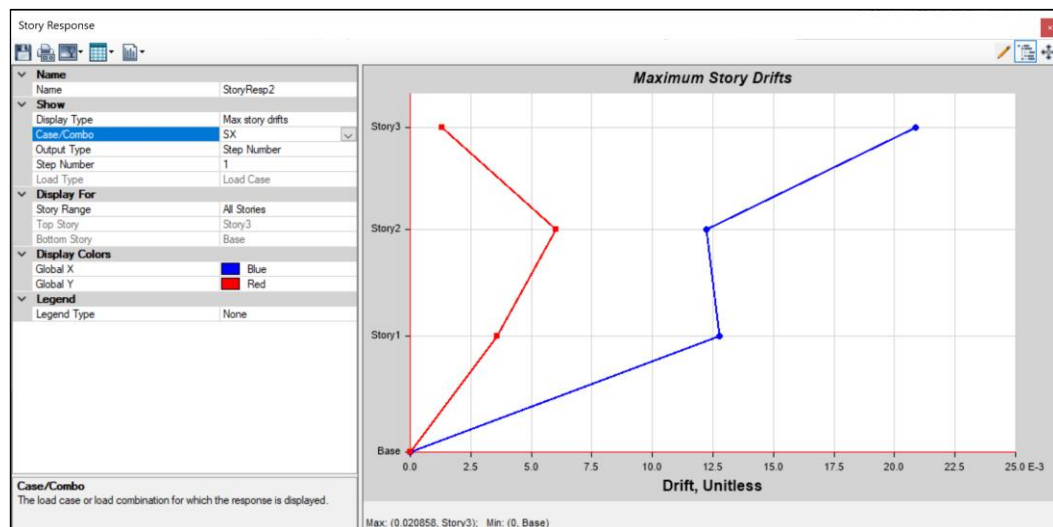 Story Response
Name
Name StoryResp2
Show
Display Type Max story drifts
Case/Combo SX
Output Type Step Number
Step Number 1
Load Type Load Case
Display For
Story Range All Stories
Top Story Story3
Bottom Story Base
Display Colors
Global X Blue
Global Y Red
Legend
Legend Type None
Case/Combo
The load case or load combination for which the response is displayed.
Maximum Story Drifts
Story3
Story2
Story1
Base
0.0 2.5 5.0 7.5 10.0 12.5 15.0 17.5 20.0 22.5 25.0 E-3
Drift, Unitless
Max: (0.020858, Story3); Min: (0, Base)